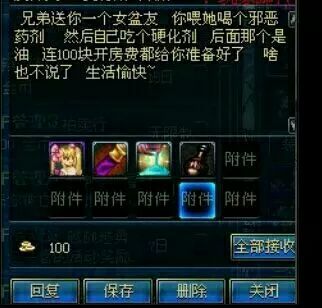 兄弟送你一个女盆友 你喂她喝个邪恶
药剂 然后自己吃个硬化剂 后面那个是
油 连100块开房费都给你准备好了 啥
也不说了 生活愉快~
附件
附件 附件 附件 附件 附件
100
全部接收
回复 保存 删除 关闭